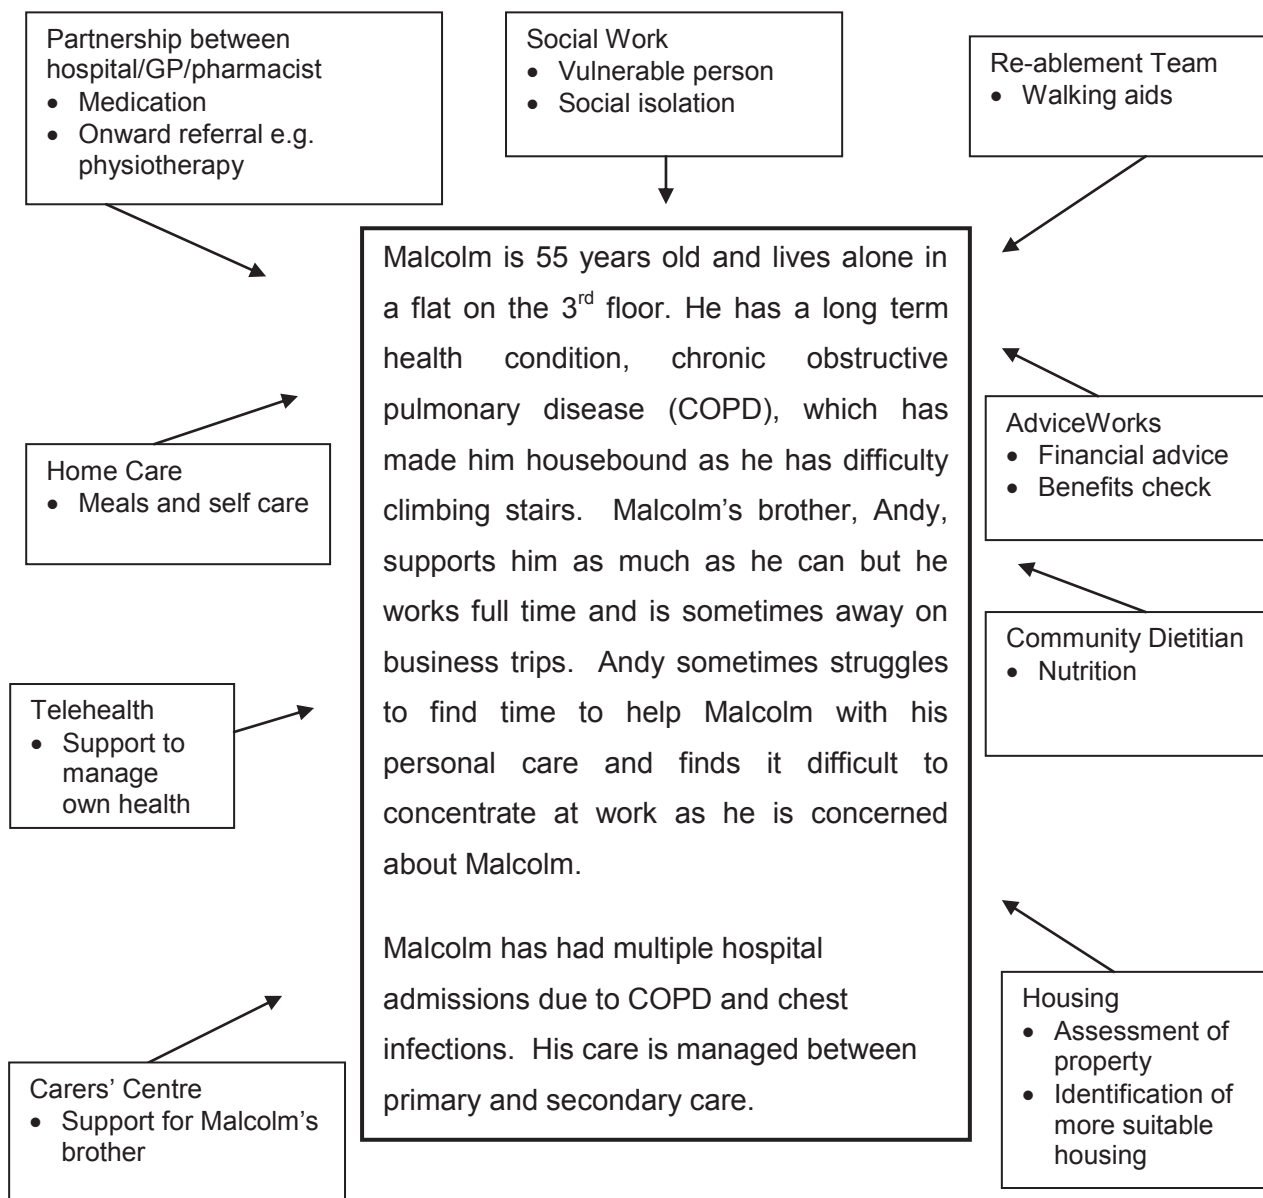 Partnership between
hospital/GP/pharmacist
• Medication
• Onward referral e.g.
physiotherapy
Social Work
• Vulnerable person
• Social isolation
Re-ablement Team
• Walking aids
Malcolm is 55 years old and lives alone in
a flat on the 3rd floor. He has a long term
health condition, chronic obstructive
pulmonary disease (COPD), which has
made him housebound as he has difficulty
climbing stairs. Malcolm’s brother, Andy,
supports him as much as he can but he
works full time and is sometimes away on
business trips. Andy sometimes struggles
to find time to help Malcolm with his
personal care and finds it difficult to
concentrate at work as he is concerned
about Malcolm.
Malcolm has had multiple hospital
admissions due to COPD and chest
infections. His care is managed between
primary and secondary care.
Home Care
• Meals and self care
AdviceWorks
• Financial advice
• Benefits check
Community Dietitian
• Nutrition
Telehealth
• Support to
manage
own health
Carers’ Centre
• Support for Malcolm’s
brother
Housing
• Assessment of
property
• Identification of
more suitable
housing